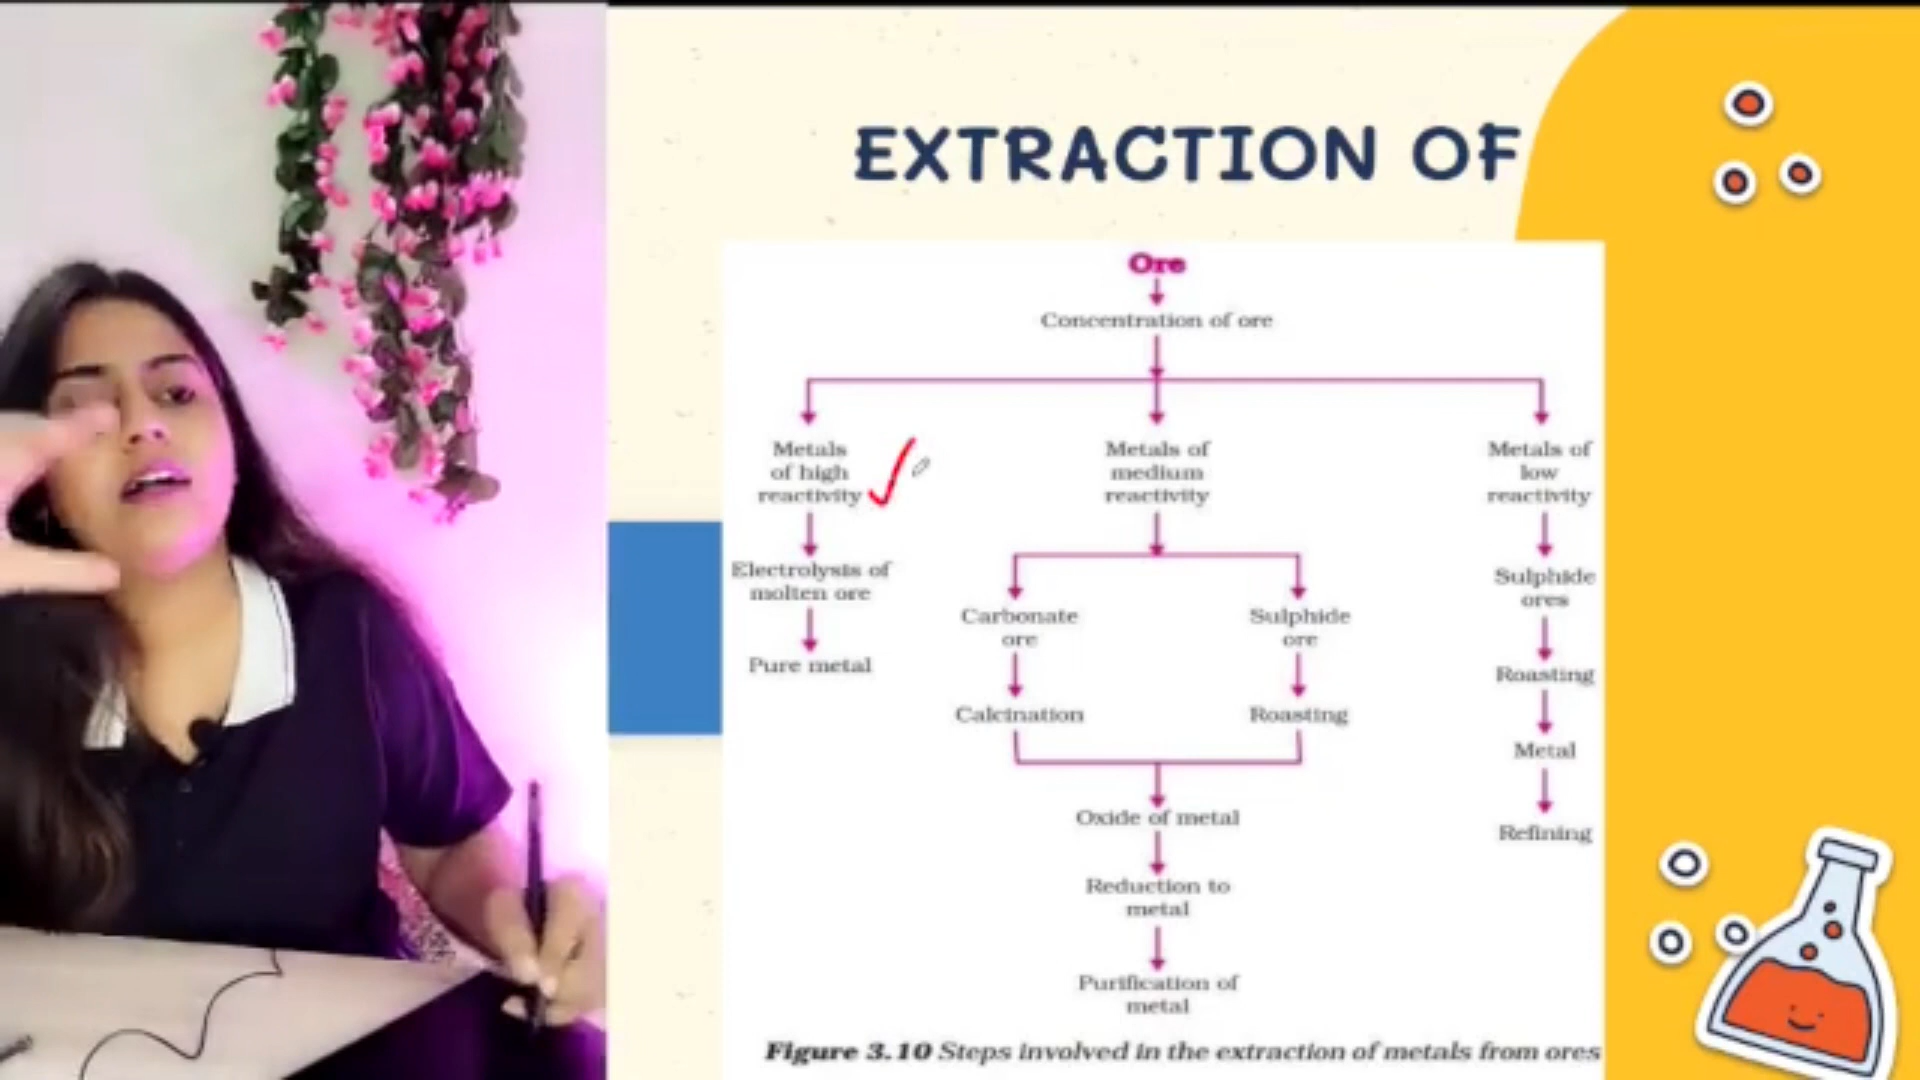 EXTRACTION OF
Ore
Concentration of ore
Metals
of high
reactivity
Electrolysis of
molten ore
Pure metal
Metals of
medium
reactivity
Carbonate
ore
Calcination
Sulphide
ore
Roasting
Oxide of metal
Reduction to
metal
Purification of
metal
Metals of
low
reactivity
Sulphide
ores
Roasting
Metal
Refining
Figure 3.10 Steps involved in the extraction of metals from ores